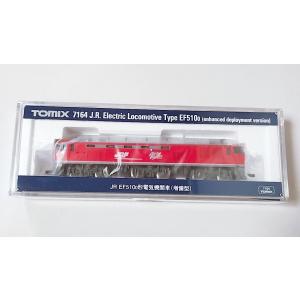 TOMIX 7164 J.R. Electric Locomotive Type EF510-0 (enhanced deployment version)
JR EF510-0形電気機関車（増備型）